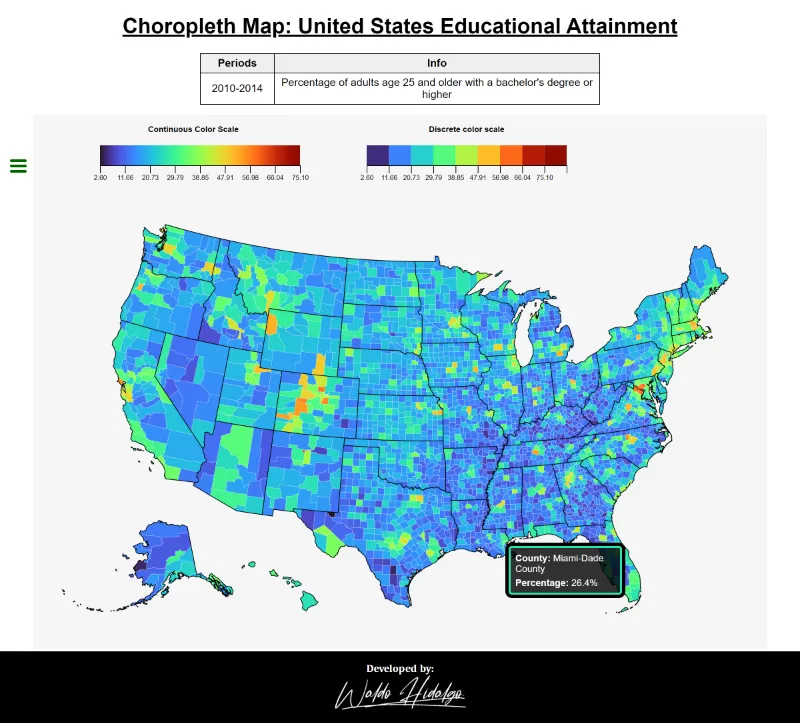 Choropleth Map: United States Educational Attainment
Periods Info
2010-2014 Percentage of adults age 25 and older with a bachelor's degree or
higher
Continuous Color Scale
2.60 11.66 20.73 29.79 38.85 47.91 56.98 66.04 75.10
Discrete color scale
2.60 11.66 20.73 29.79 38.85 47.91 56.98 66.04 75.10
County: Miami-Dade
County
Percentage: 26.4%
Developed by:
Waldo Hidalgo.